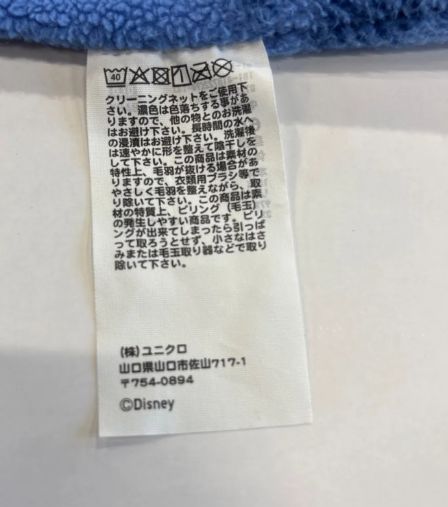 40
クリーニングネットをご使用下
さい。濃色は色落ちする事があ
りますので、他の物とのお洗濯
はお避け下さい。長時間の水へ
の浸漬はお避け下さい。洗濯後
は速やかに形を整えて陰干しを
して下さい。この商品は素材の
特性上、毛羽が抜ける場合があ
りますので、衣類用ブラシ等で
やさしく毛羽を整えながら、取
り除いて下さい。この商品は素
材の特質上、ピリング（毛玉）
の発生しやすい商品です。ピリ
ングが出来てしまったら引っぱ
って取ろうとせず、小さなはさ
みまたは毛玉取り器などで取り
除いて下さい。
(株)ユニクロ
山口県山口市佐山717-1
〒754-0894
©Disney